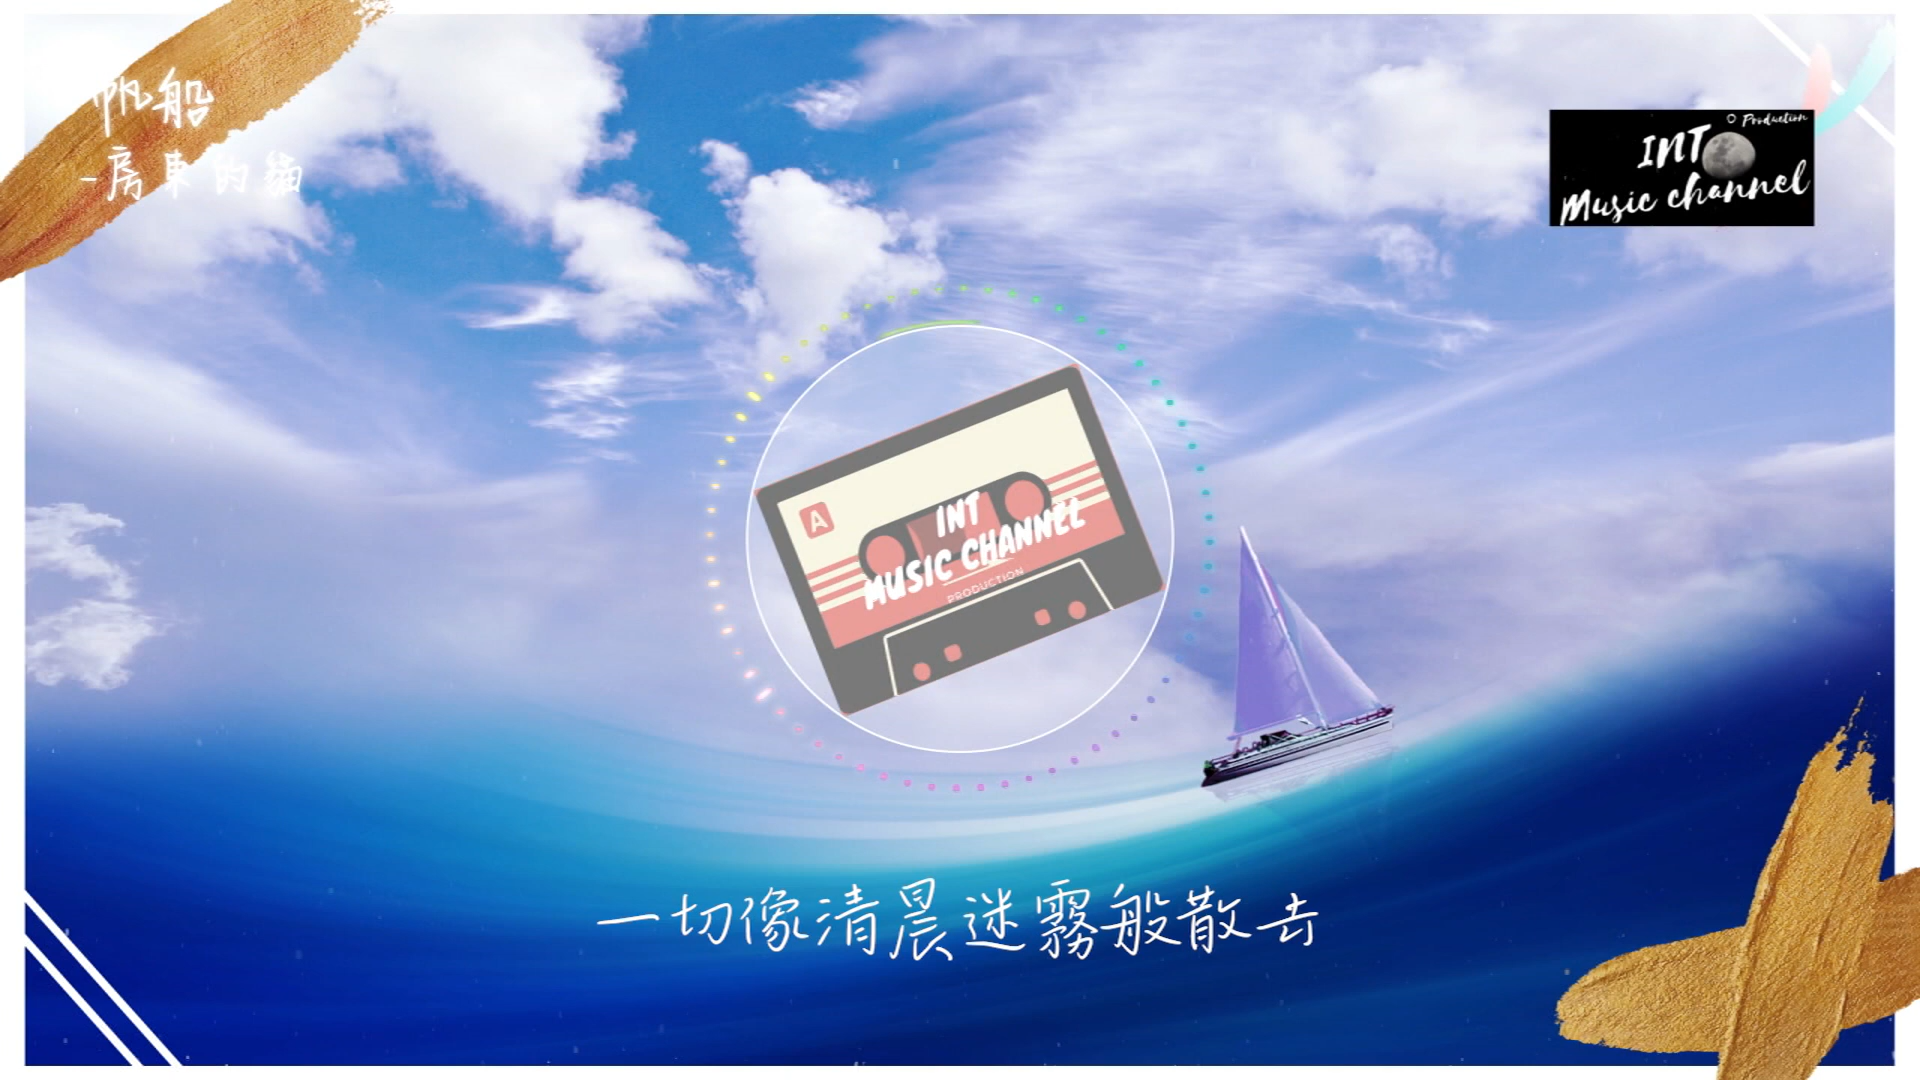 帆船
-房東的貓
Production
INT
Music channel
A
INT
MUSIC CHANNEL
PRODUCTION
一切像清晨迷霧般散去